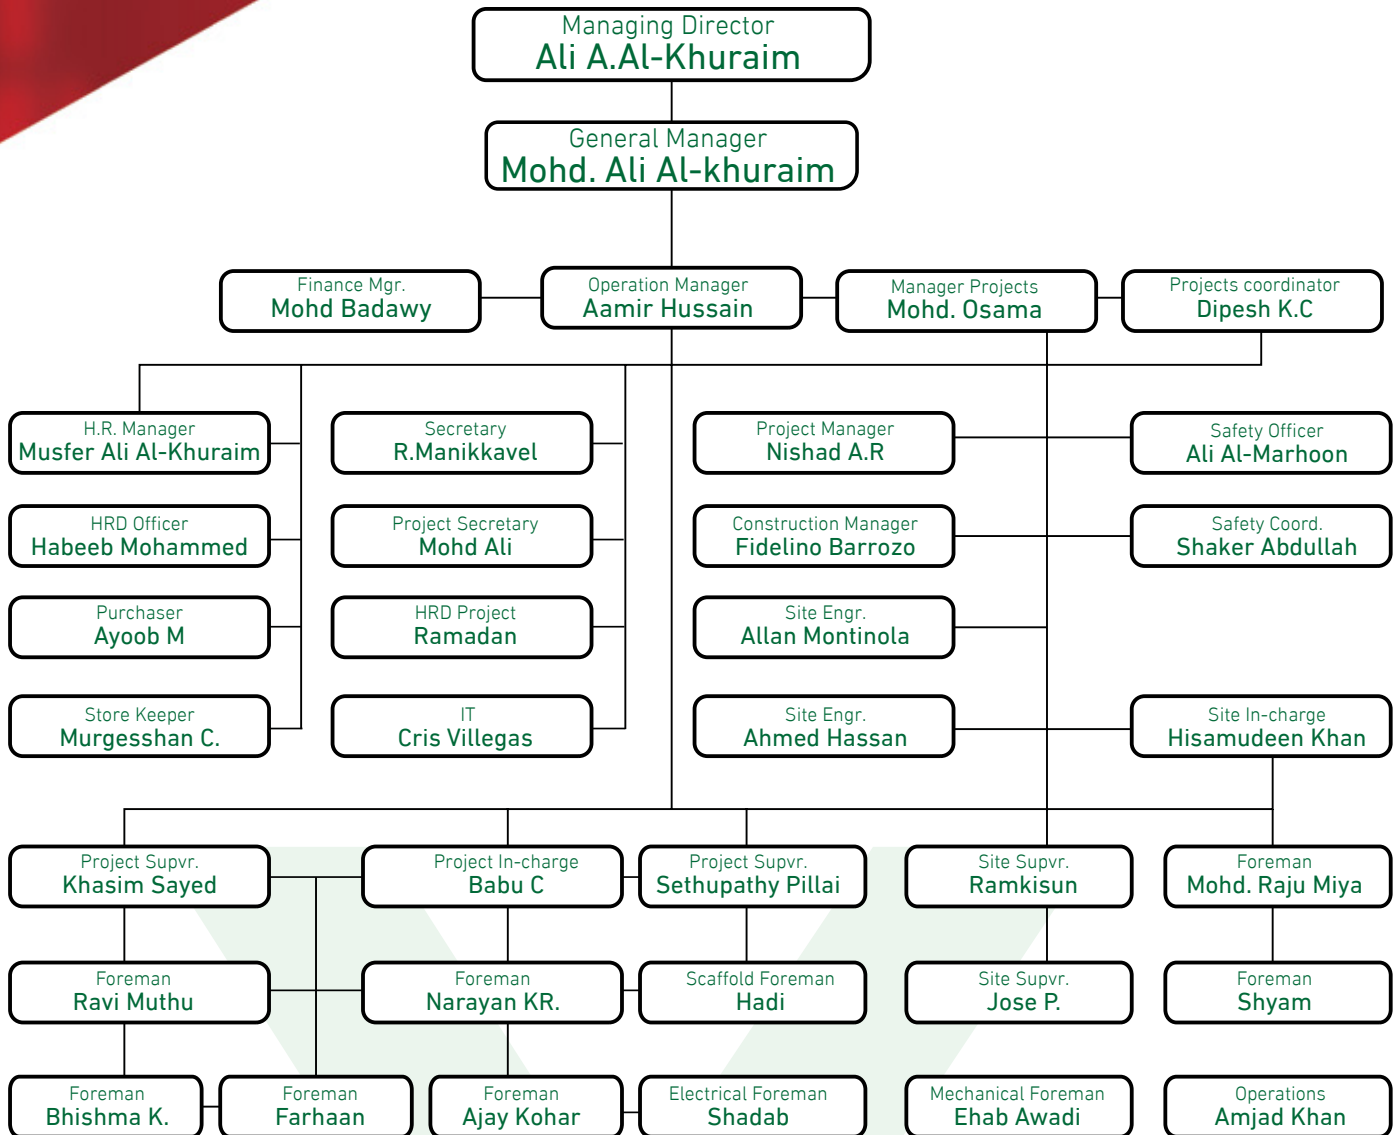 Managing Director
Ali A.Al-Khuraim
General Manager
Mohd. Ali Al-khuraim
Finance Mgr.
Mohd Badawy
Operation Manager
Aamir Hussain
Manager Projects
Mohd. Osama
Projects coordinator
Dipesh K.C
H.R. Manager
Musfer Ali Al-Khuraim
Secretary
R.Manikkavel
Project Manager
Nishad A.R
Safety Officer
Ali Al-Marhoon
HRD Officer
Habeeb Mohammed
Project Secretary
Mohd Ali
Construction Manager
Fidelino Barrozo
Safety Coord.
Shaker Abdullah
Purchaser
Ayoob M
HRD Project
Ramadan
Site Engr.
Allan Montinola
Store Keeper
Murgesshan C.
IT
Cris Villegas
Site Engr.
Ahmed Hassan
Site In-charge
Hisamudeen Khan
Project Supvr.
Khasim Sayed
Project In-charge
Babu C
Project Supvr.
Sethupathy Pillai
Site Supvr.
Ramkisun
Foreman
Mohd. Raju Miya
Foreman
Ravi Muthu
Foreman
Narayan KR.
Scaffold Foreman
Hadi
Site Supvr.
Jose P.
Foreman
Shyam
Foreman
Bhishma K.
Foreman
Farhaan
Foreman
Ajay Kohar
Electrical Foreman
Shadab
Mechanical Foreman
Ehab Awadi
Operations
Amjad Khan